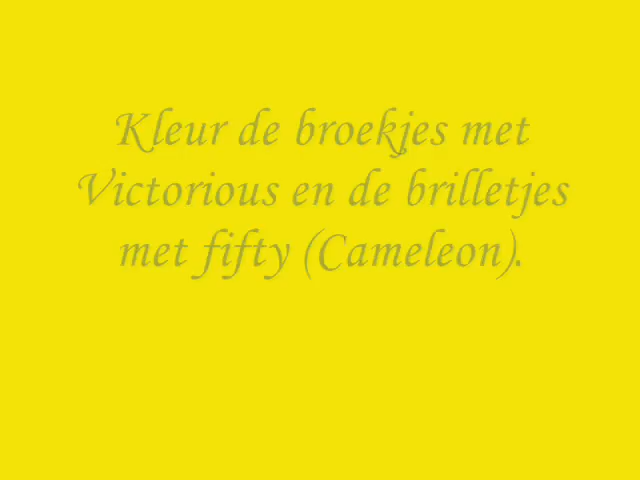 Kleur de broekjes met
Victorious en de brilletjes
met fifty (Cameleon).